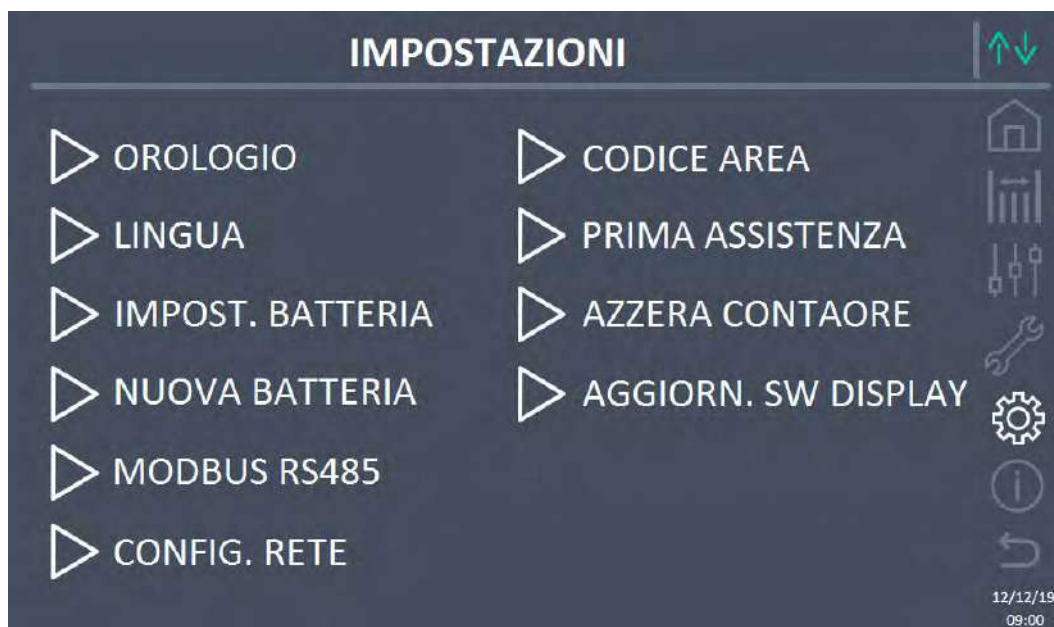 IMPOSTAZIONI
OROLOGIO
LINGUA
IMPOST. BATTERIA
NUOVA BATTERIA
MODBUS RS485
CONFIG. RETE
CODICE AREA
PRIMA ASSISTENZA
AZZERA CONTAORE
AGGIORN. SW DISPLAY
12/12/19
09:00